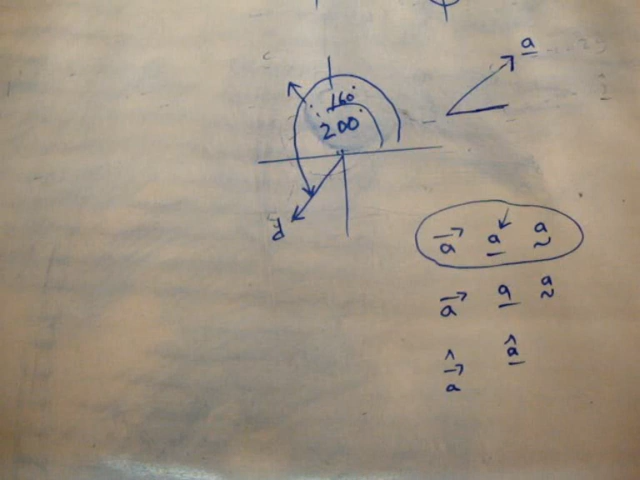 a̲
160°
200°
a⃗ a̲ a̰
a⃗ a̲ a̰
â⃗ â̲